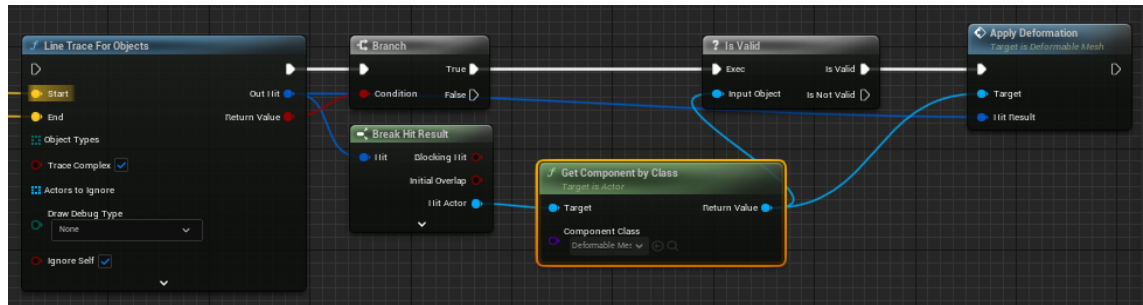 Line Trace For Objects
Start
Out Hit
End
Return Value
Object Types
Trace Complex
Actors to Ignore
Draw Debug Type
None
Ignore Self
Branch
True
Condition
False
Break Hit Result
Hit
Blocking Hit
Initial Overlap
Hit Actor
Get Component by Class
Target is Actor
Target
Return Value
Component Class
Deformable Mes
? Is Valid
Exec
Is Valid
Input Object
Is Not Valid
Apply Deformation
Target is Deformable Mesh
Target
Hit Result